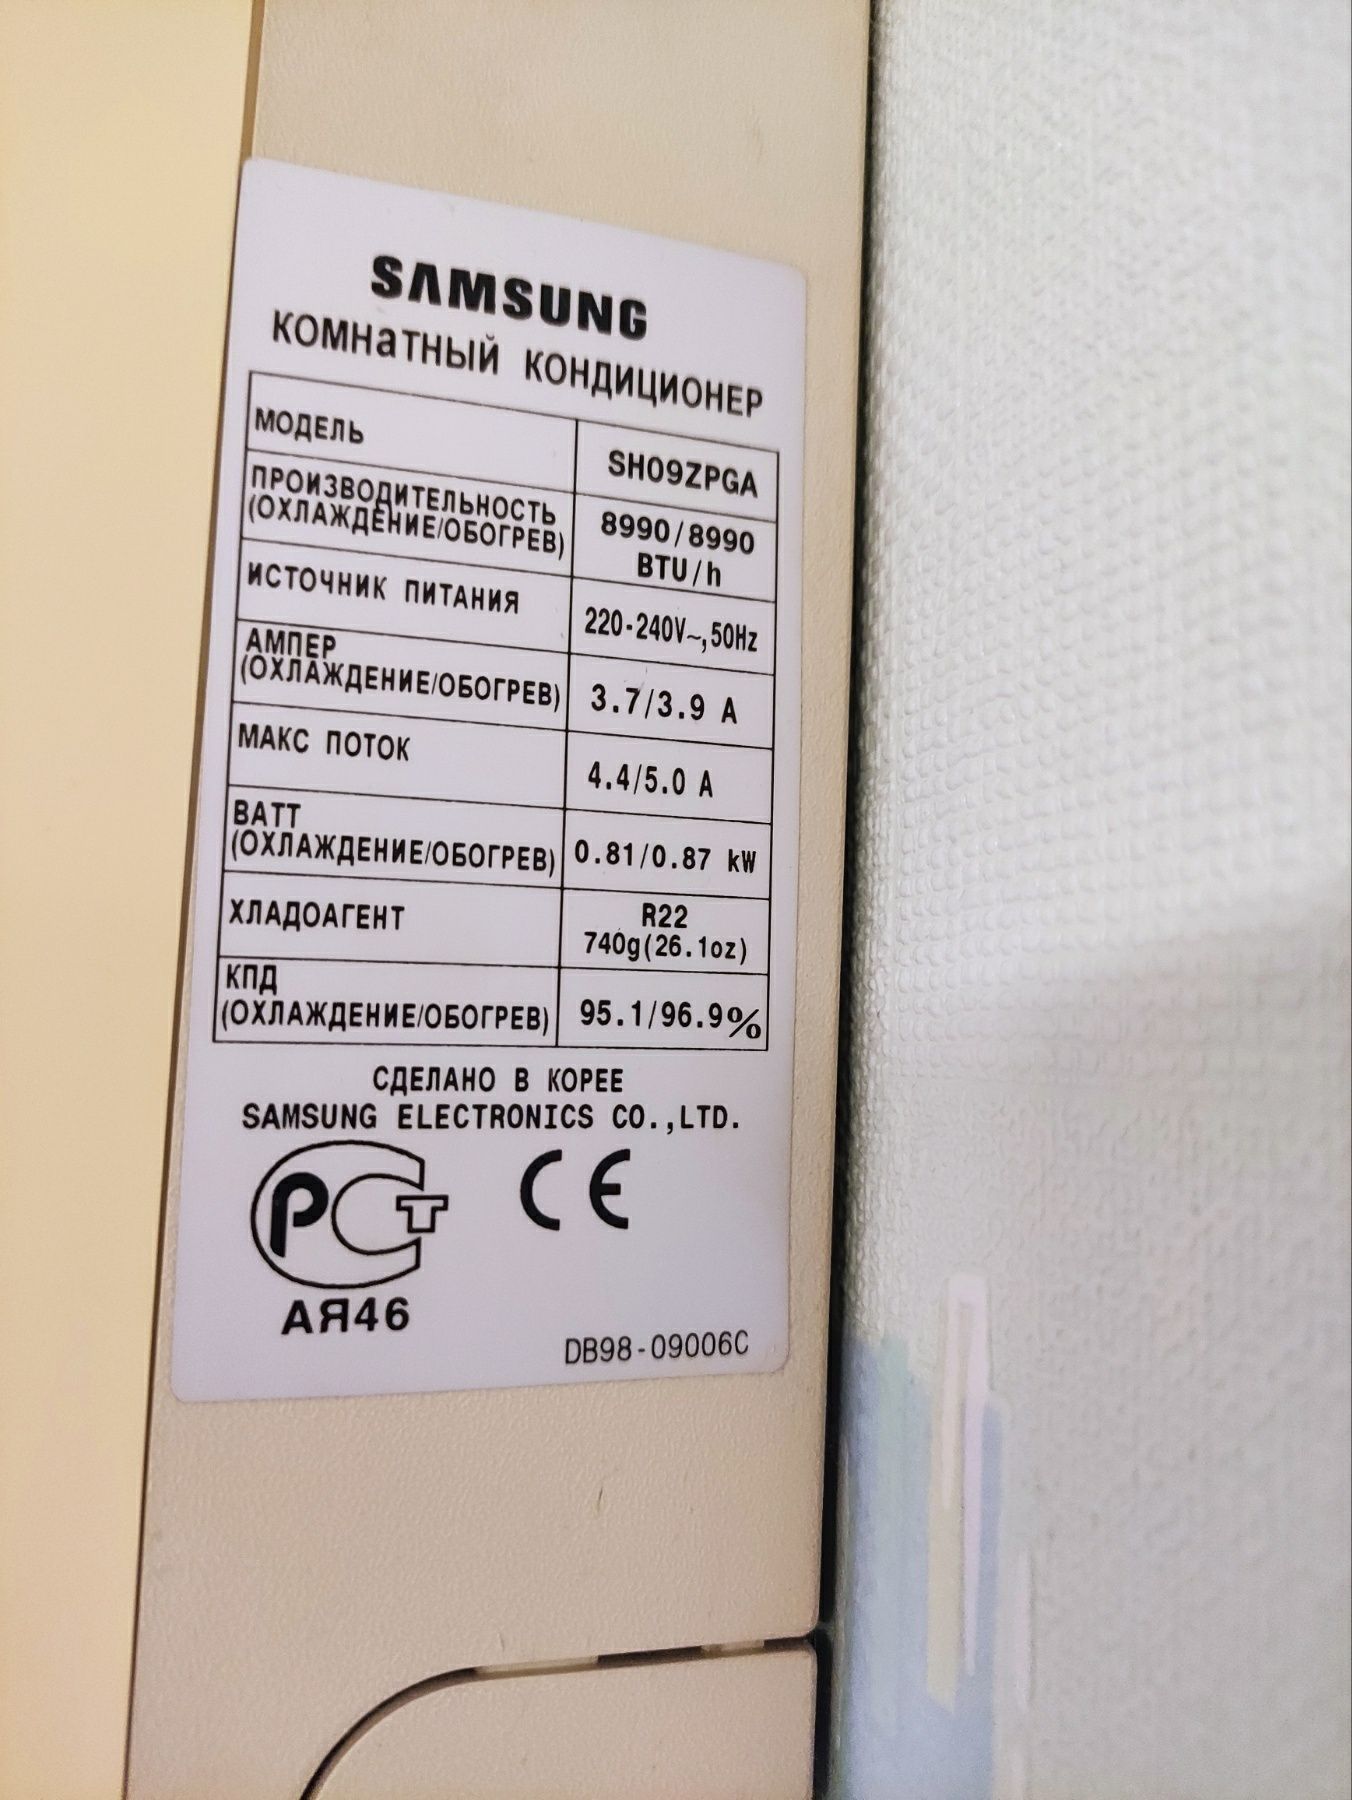 SAMSUNG
КОМНаТНЫЙ КОНДИЦИОНЕР
МОДЕЛЬ SH09ZPGA
ПРОИЗВОДИТЕЛЬНОСТЬ
(ОХЛАЖДЕНИЕ/ОБОГРЕВ) 8990/8990
BTU/h
ИСТОЧНИК ПИТАНИЯ 220-240V~,50Hz
АМПЕР
(ОХЛАЖДЕНИЕ/ОБОГРЕВ) 3.7/3.9 A
МАКС ПОТОК 4.4/5.0 A
ВАТТ
(ОХЛАЖДЕНИЕ/ОБОГРЕВ) 0.81/0.87 kW
ХЛАДОАГЕНТ R22
740g(26.1oz)
КПД
(ОХЛАЖДЕНИЕ/ОБОГРЕВ) 95.1/96.9%
СДЕЛАНО В КОРЕЕ
SAMSUNG ELECTRONICS CO.,LTD.
РСТ CE
АЯ46
DB98-09006C